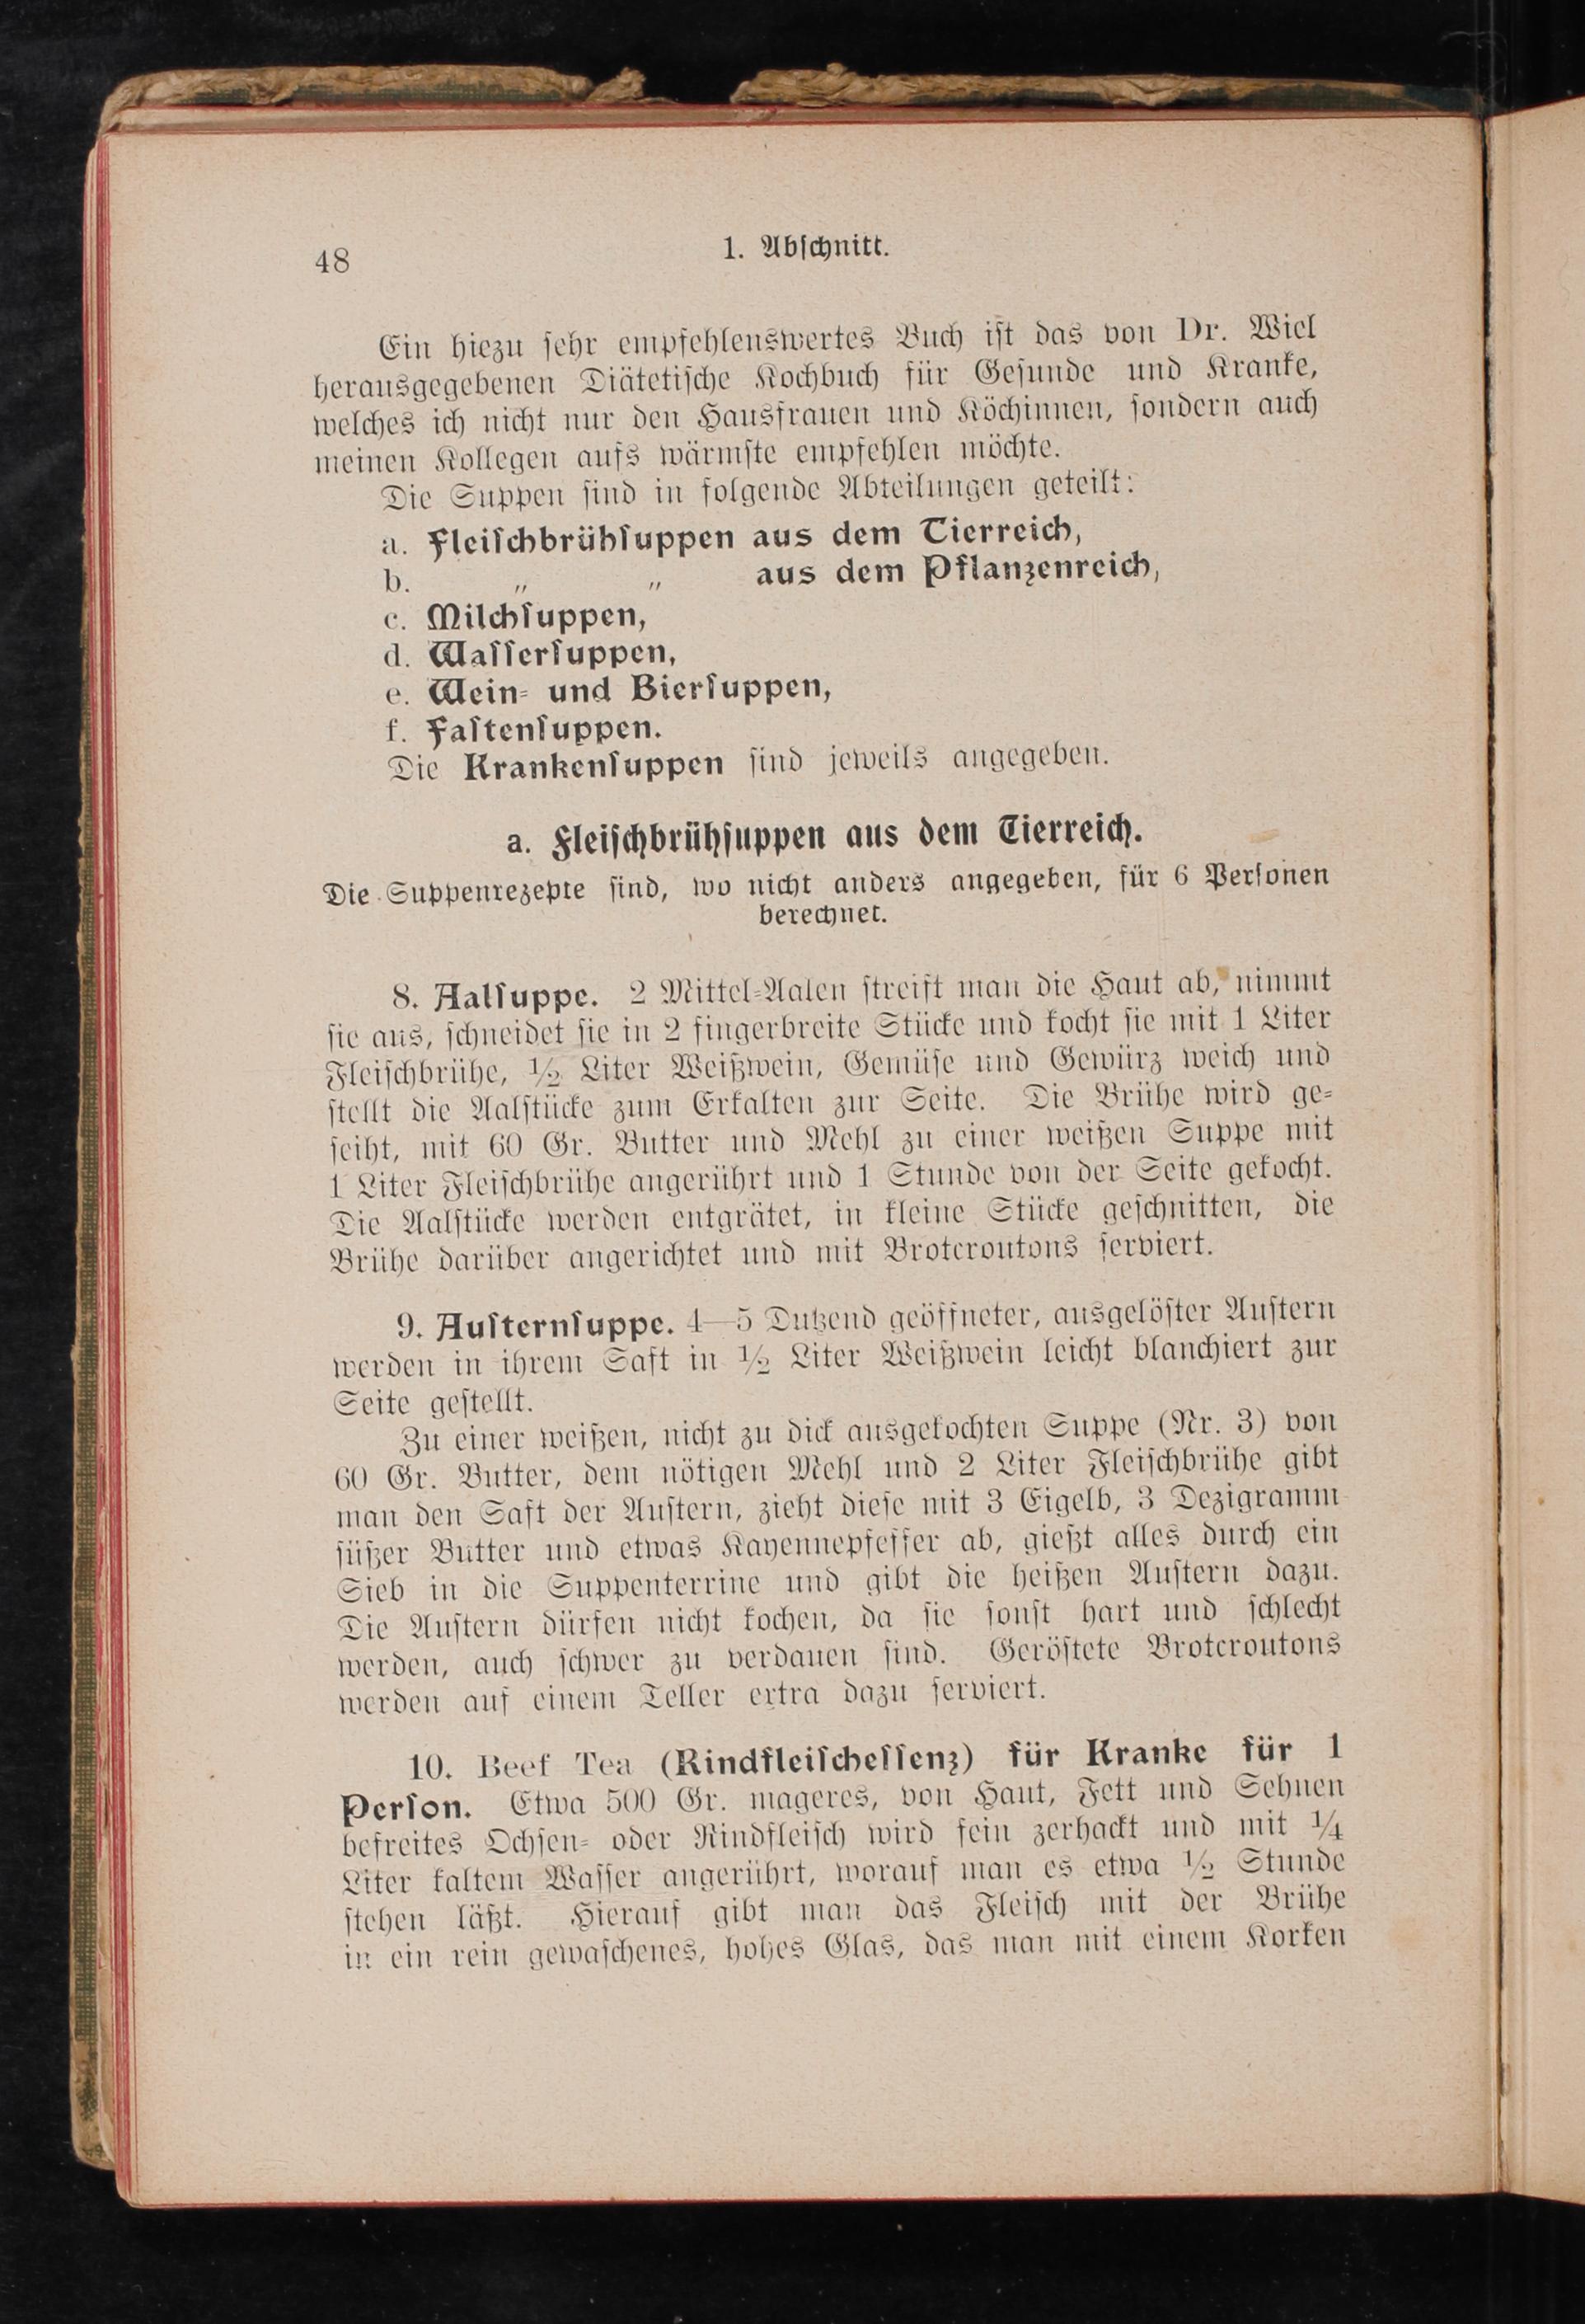 48
1. Abschnitt.
Ein hiezu sehr empfehlenswertes Buch ist das von Dr. Wiel
herausgegebenen Diätetische Kochbuch für Gesunde und Kranke,
welches ich nicht nur den Hausfrauen und Köchinnen, sondern auch
meinen Kollegen aufs wärmste empfehlen möchte.
Die Suppen sind in folgende Abteilungen geteilt:
a. Fleischbrühsuppen aus dem Tierreich,
b. „ „ aus dem Pflanzenreich,
c. Milchsuppen,
d. Wassersuppen,
e. Wein- und Biersuppen,
f. Fastensuppen.
Die Krankensuppen sind jeweils angegeben.
a. Fleischbrühsuppen aus dem Tierreich.
Die Suppenrezepte sind, wo nicht anders angegeben, für 6 Personen
berechnet.
8. Aalsuppe. 2 Mittel-Aalen streift man die Haut ab, nimmt
sie aus, schneidet sie in 2 fingerbreite Stücke und kocht sie mit 1 Liter
Fleischbrühe, 1/2 Liter Weißwein, Gemüse und Gewürz weich und
stellt die Aalstücke zum Erkalten zur Seite. Die Brühe wird ge-
seiht, mit 60 Gr. Butter und Mehl zu einer weißen Suppe mit
1 Liter Fleischbrühe angerührt und 1 Stunde von der Seite gekocht.
Die Aalstücke werden entgrätet, in kleine Stücke geschnitten, die
Brühe darüber angerichtet und mit Brotcroutons serviert.
9. Austernsuppe. 4—5 Dutzend geöffneter, ausgelöster Austern
werden in ihrem Saft in 1/2 Liter Weißwein leicht blanchiert zur
Seite gestellt.
Zu einer weißen, nicht zu dick ausgekochten Suppe (Nr. 3) von
60 Gr. Butter, dem nötigen Mehl und 2 Liter Fleischbrühe gibt
man den Saft der Austern, zieht diese mit 3 Eigelb, 3 Dezigramm
süßer Butter und etwas Kayennepfeffer ab, gießt alles durch ein
Sieb in die Suppenterrine und gibt die heißen Austern dazu.
Die Austern dürfen nicht kochen, da sie sonst hart und schlecht
werden, auch schwer zu verdauen sind. Geröstete Brotcroutons
werden auf einem Teller extra dazu serviert.
10. Beef Tea (Rindfleischessenz) für Kranke für 1
Person. Etwa 500 Gr. mageres, von Haut, Fett und Sehnen
befreites Ochsen- oder Rindfleisch wird fein zerhackt und mit 1/4
Liter kaltem Wasser angerührt, worauf man es etwa 1/2 Stunde
stehen läßt. Hierauf gibt man das Fleisch mit der Brühe
in ein rein gewaschenes, hohes Glas, das man mit einem Korken